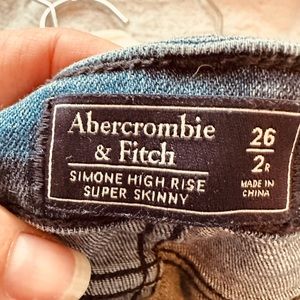 Abercrombie
& Fitch
SIMONE HIGH RISE
SUPER SKINNY
26
2R
MADE IN
CHINA